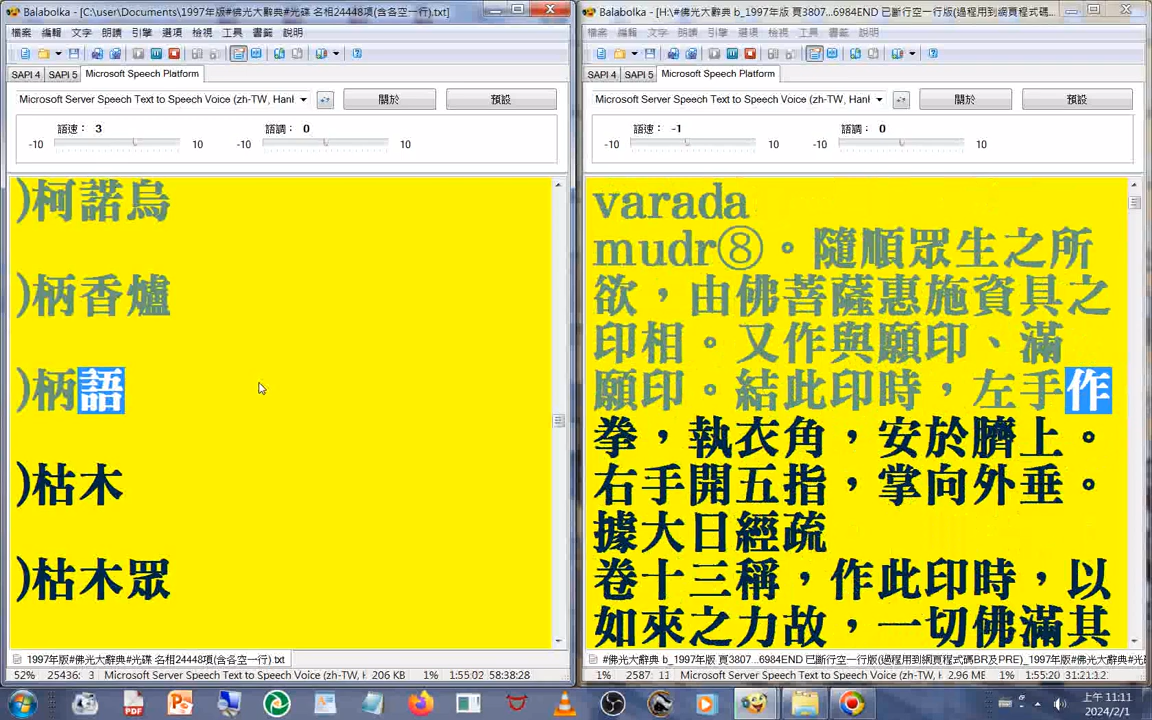 Balabolka - [C:\user\Documents\1997年版#佛光大辭典#光碟 名相24448項(含各空一行).txt]
檔案 編輯 文字 朗讀 引擎 選項 檢視 工具 書籤 說明
SAPI 4 SAPI 5 Microsoft Speech Platform
Microsoft Server Speech Text to Speech Voice (zh-TW, Hanl
關於 預設
語速： 3 語調： 0
-10 10 -10 10
)柯諾烏
)柄香爐
)柄語
)枯木
)枯木眾
1997年版#佛光大辭典#光碟 名相24448項(含各空一行).txt
52% 25436: 3 Microsoft Server Speech Text to Speech Voice (zh-TW, H 206 KB 1% 1:55:02 58:38:28
Balabolka - [H:\#佛光大辭典 b_1997年版 頁3807...6984END 已斷行空一行版(過程用到網頁程式碼
檔案 編輯 文字 朗讀 引擎 選項 檢視 工具 書籤 說明
SAPI 4 SAPI 5 Microsoft Speech Platform
Microsoft Server Speech Text to Speech Voice (zh-TW, Hanl
關於 預設
語速： -1 語調： 0
-10 10 -10 10
varada
mudr⑧。隨順眾生之所
欲，由佛菩薩惠施資具之
印相。又作與願印、滿
願印。結此印時，左手作
拳，執衣角，安於臍上。
右手開五指，掌向外垂。
據大日經疏
卷十三稱，作此印時，以
如來之力故，一切佛滿其
#佛光大辭典 b_1997年版 頁3807...6984END 已斷行空一行版(過程用到網頁程式碼BR及PRE)_1997年版#佛光
1% 2587: 11 Microsoft Server Speech Text to Speech Voice (zh-TW, H 2.96 ME 1% 1:55:20 31:21:2
上午 11:11
2024/2/1